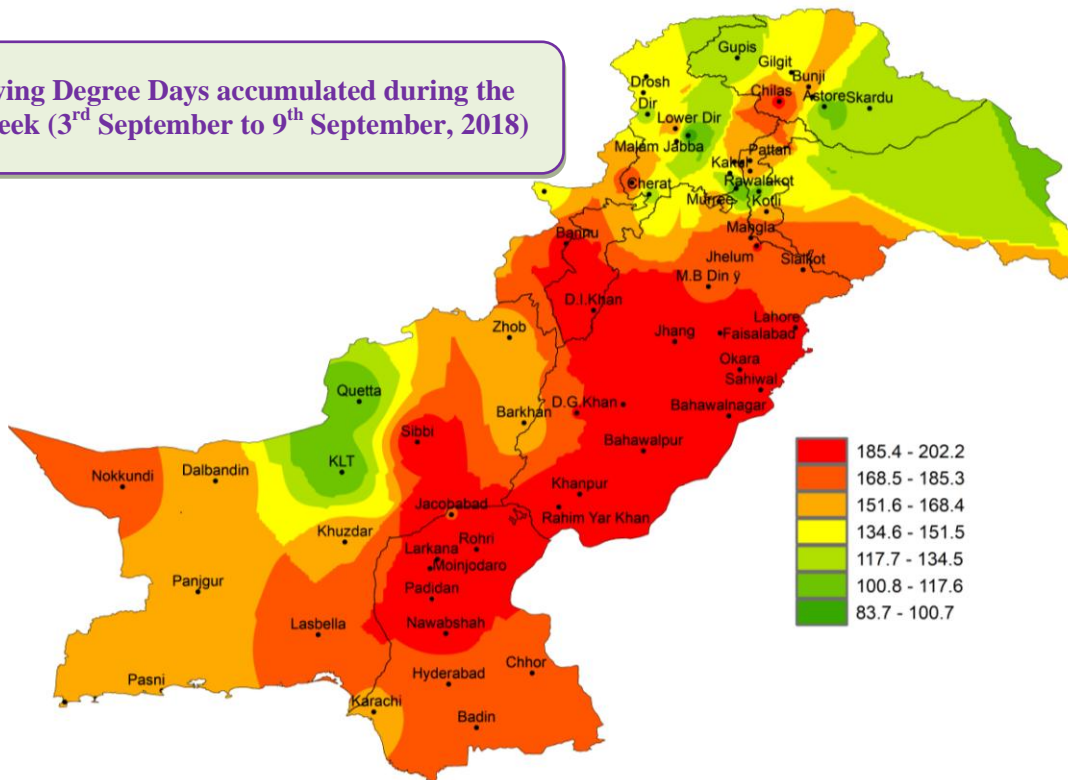 ving Degree Days accumulated during the
eek (3rd September to 9th September, 2018)
Gupis
Gilgit
Bunji
Drosh
Chilas
Astore
Skardu
Dir
Lower Dir
Malam Jabba
Pattan
Kakul
Cherat
Rawalakot
Murree
Kotli
Mangla
Bannu
Jhelum
Sialkot
M.B Din ÿ
D.I.Khan
Lahore
Zhob
Jhang
Faisalabad
Okara
Sahiwal
Quetta
D.G.Khan
Bahawalnagar
Barkhan
Sibbi
Bahawalpur
185.4 - 202.2
168.5 - 185.3
151.6 - 168.4
134.6 - 151.5
117.7 - 134.5
100.8 - 117.6
83.7 - 100.7
Nokkundi
Dalbandin
KLT
Khanpur
Jacobabad
Rahim Yar Khan
Khuzdar
Rohri
Larkana
Moinjodaro
Panjgur
Padidan
Lasbella
Nawabshah
Chhor
Hyderabad
Pasni
Karachi
Badin